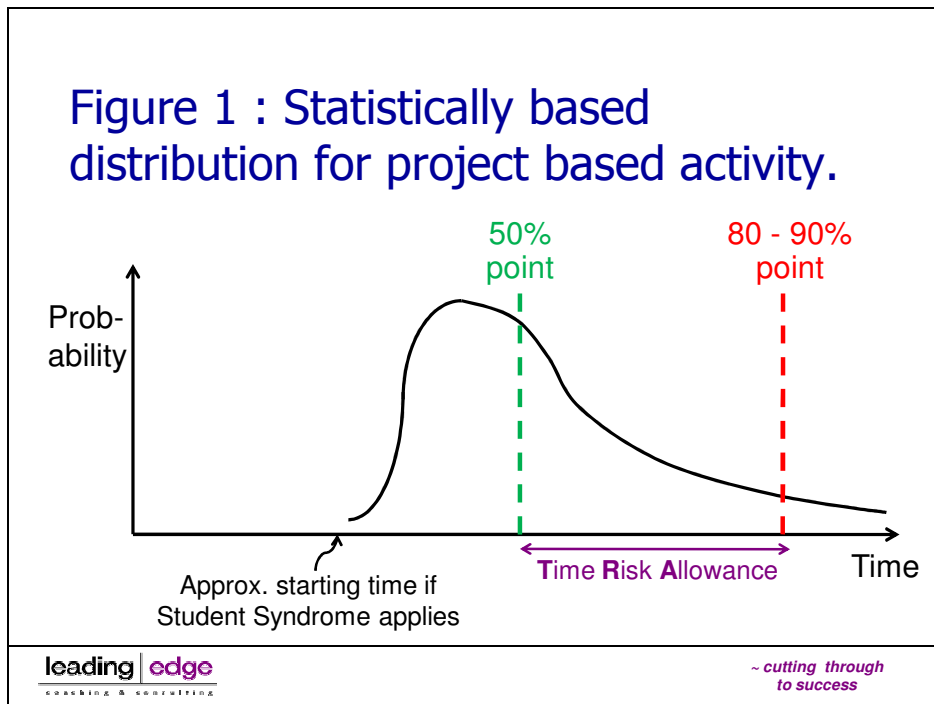 Figure 1 : Statistically based
distribution for project based activity.
50%
point
80 - 90%
point
Prob-
ability
Time Risk Allowance
Time
Approx. starting time if
Student Syndrome applies
leading edge
coaching & consulting
~ cutting through
to success